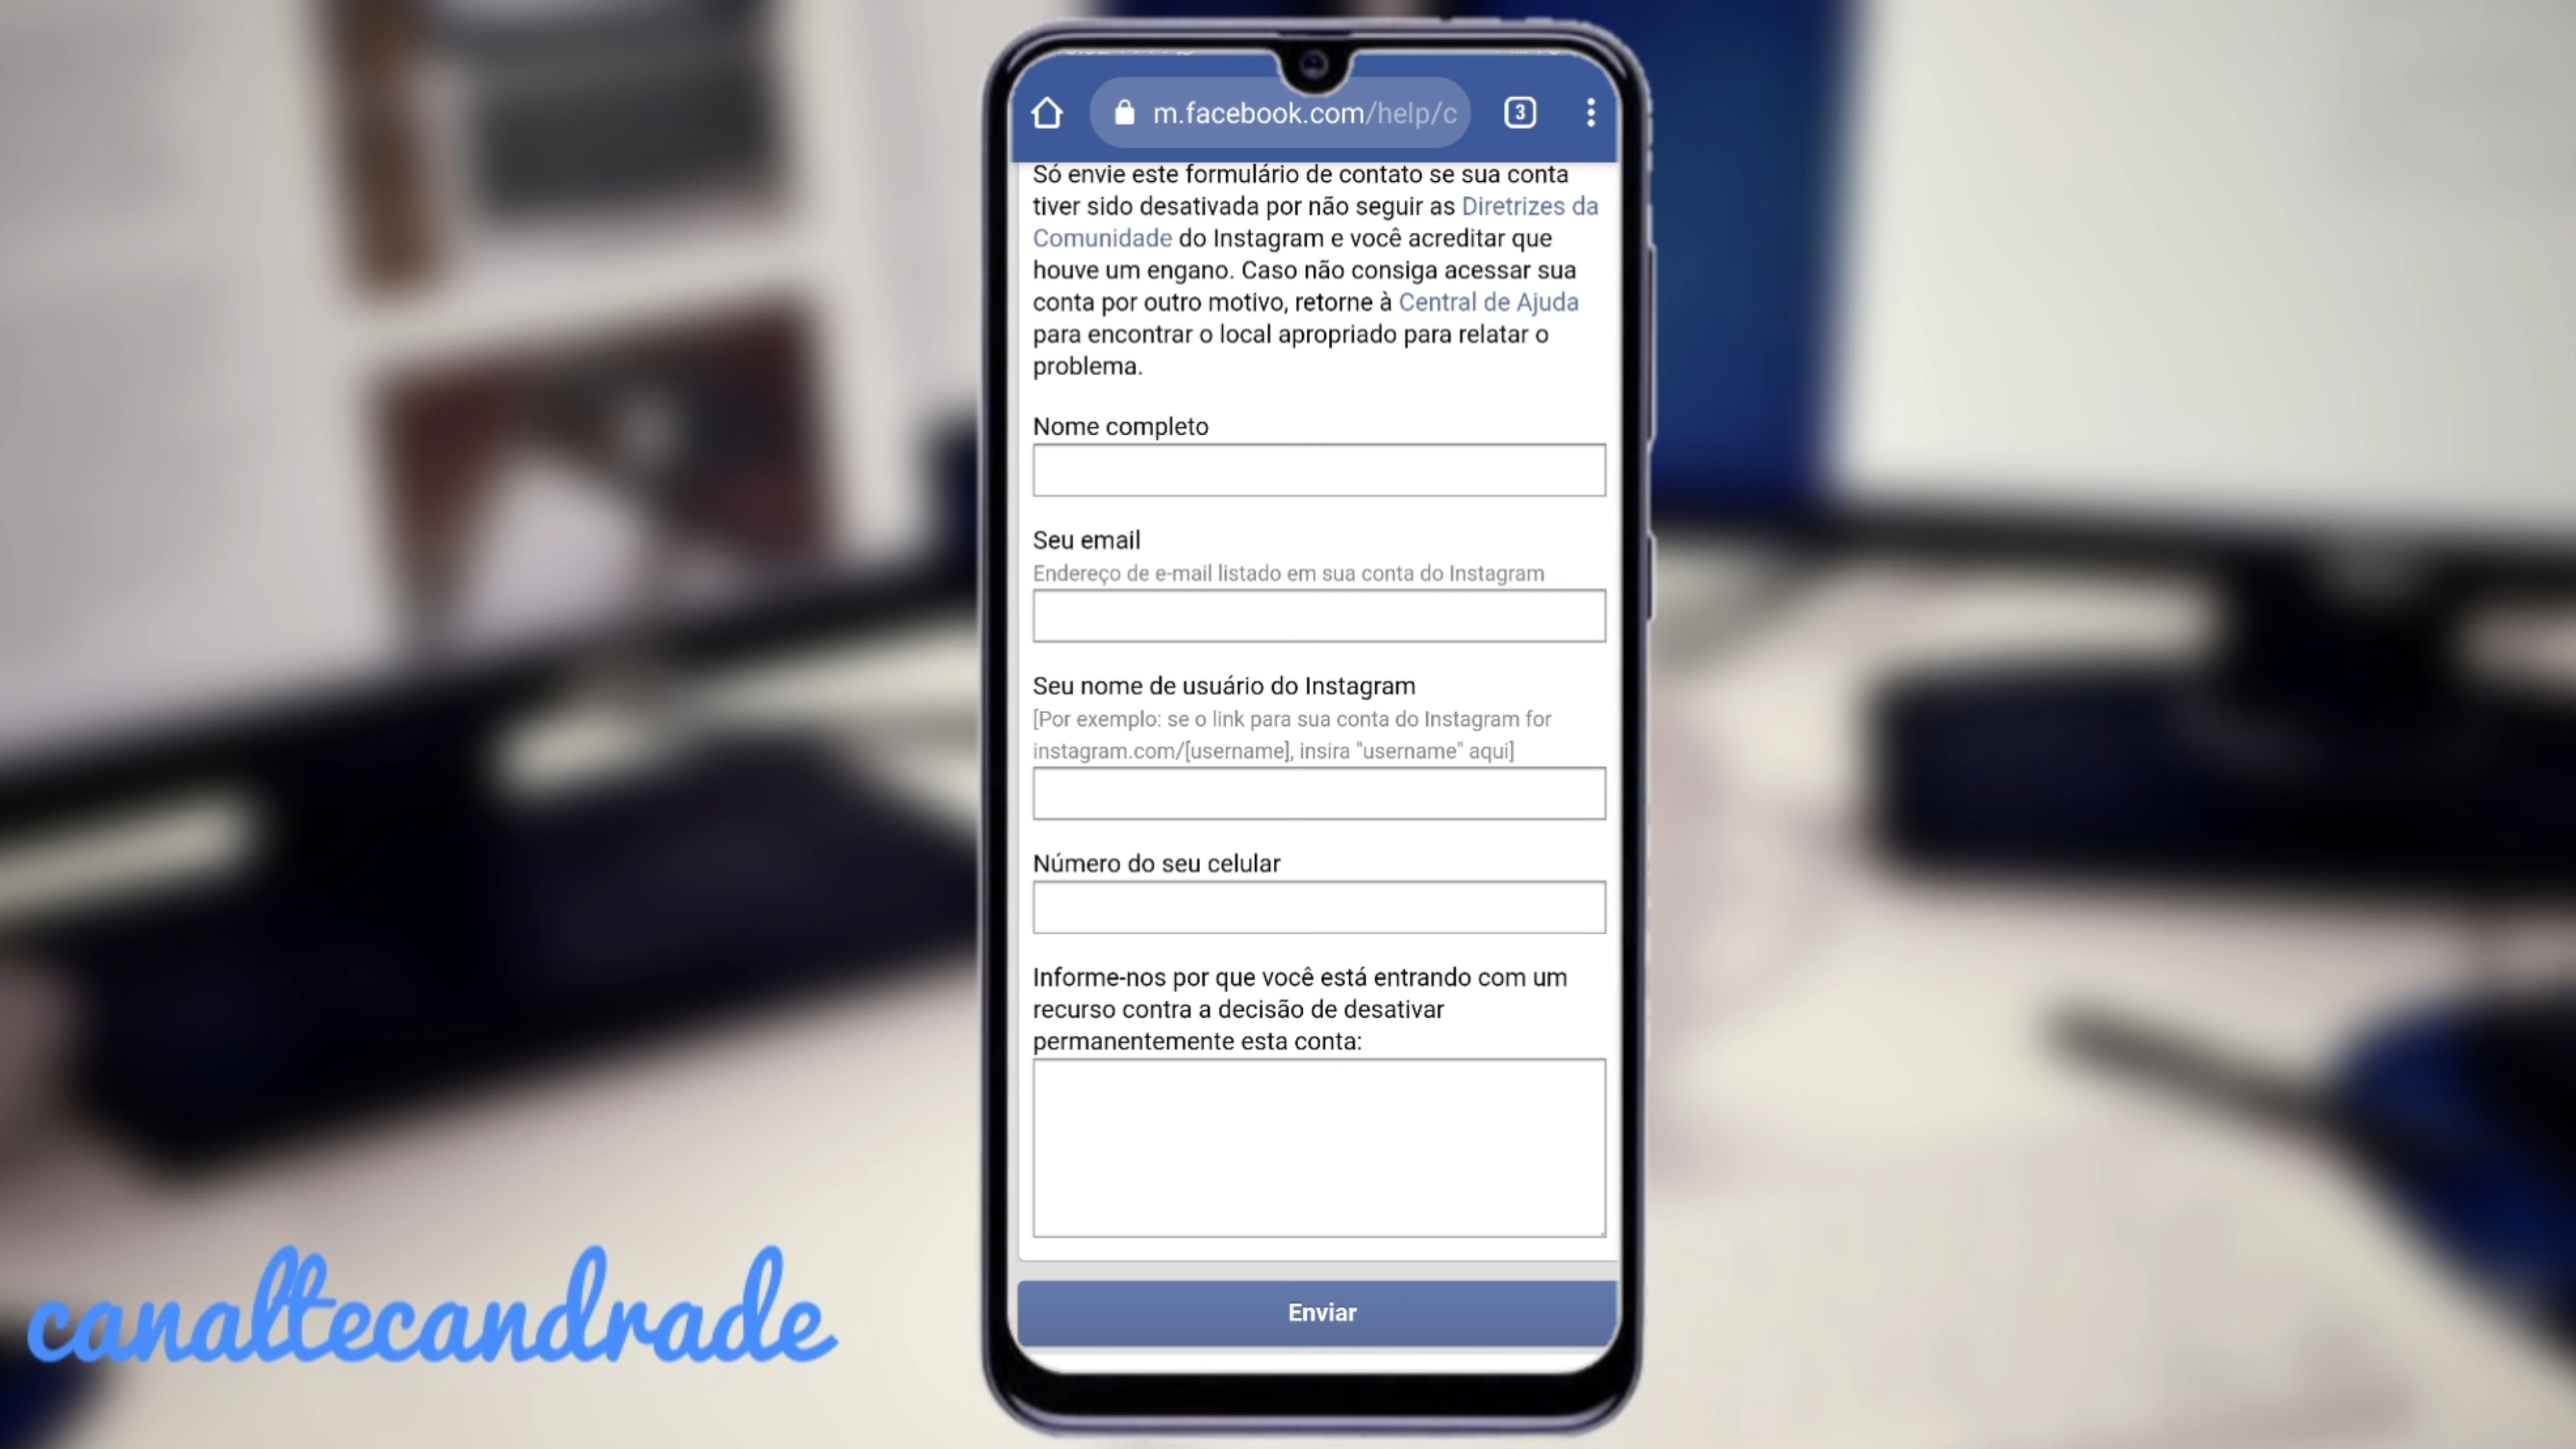 m.facebook.com/help/c
3
Só envie este formulário de contato se sua conta
tiver sido desativada por não seguir as Diretrizes da
Comunidade do Instagram e você acreditar que
houve um engano. Caso não consiga acessar sua
conta por outro motivo, retorne à Central de Ajuda
para encontrar o local apropriado para relatar o
problema.
Nome completo
Seu email
Endereço de e-mail listado em sua conta do Instagram
Seu nome de usuário do Instagram
[Por exemplo: se o link para sua conta do Instagram for
instagram.com/[username], insira "username" aqui]
Número do seu celular
Informe-nos por que você está entrando com um
recurso contra a decisão de desativar
permanentemente esta conta:
Enviar
canaltecandrade